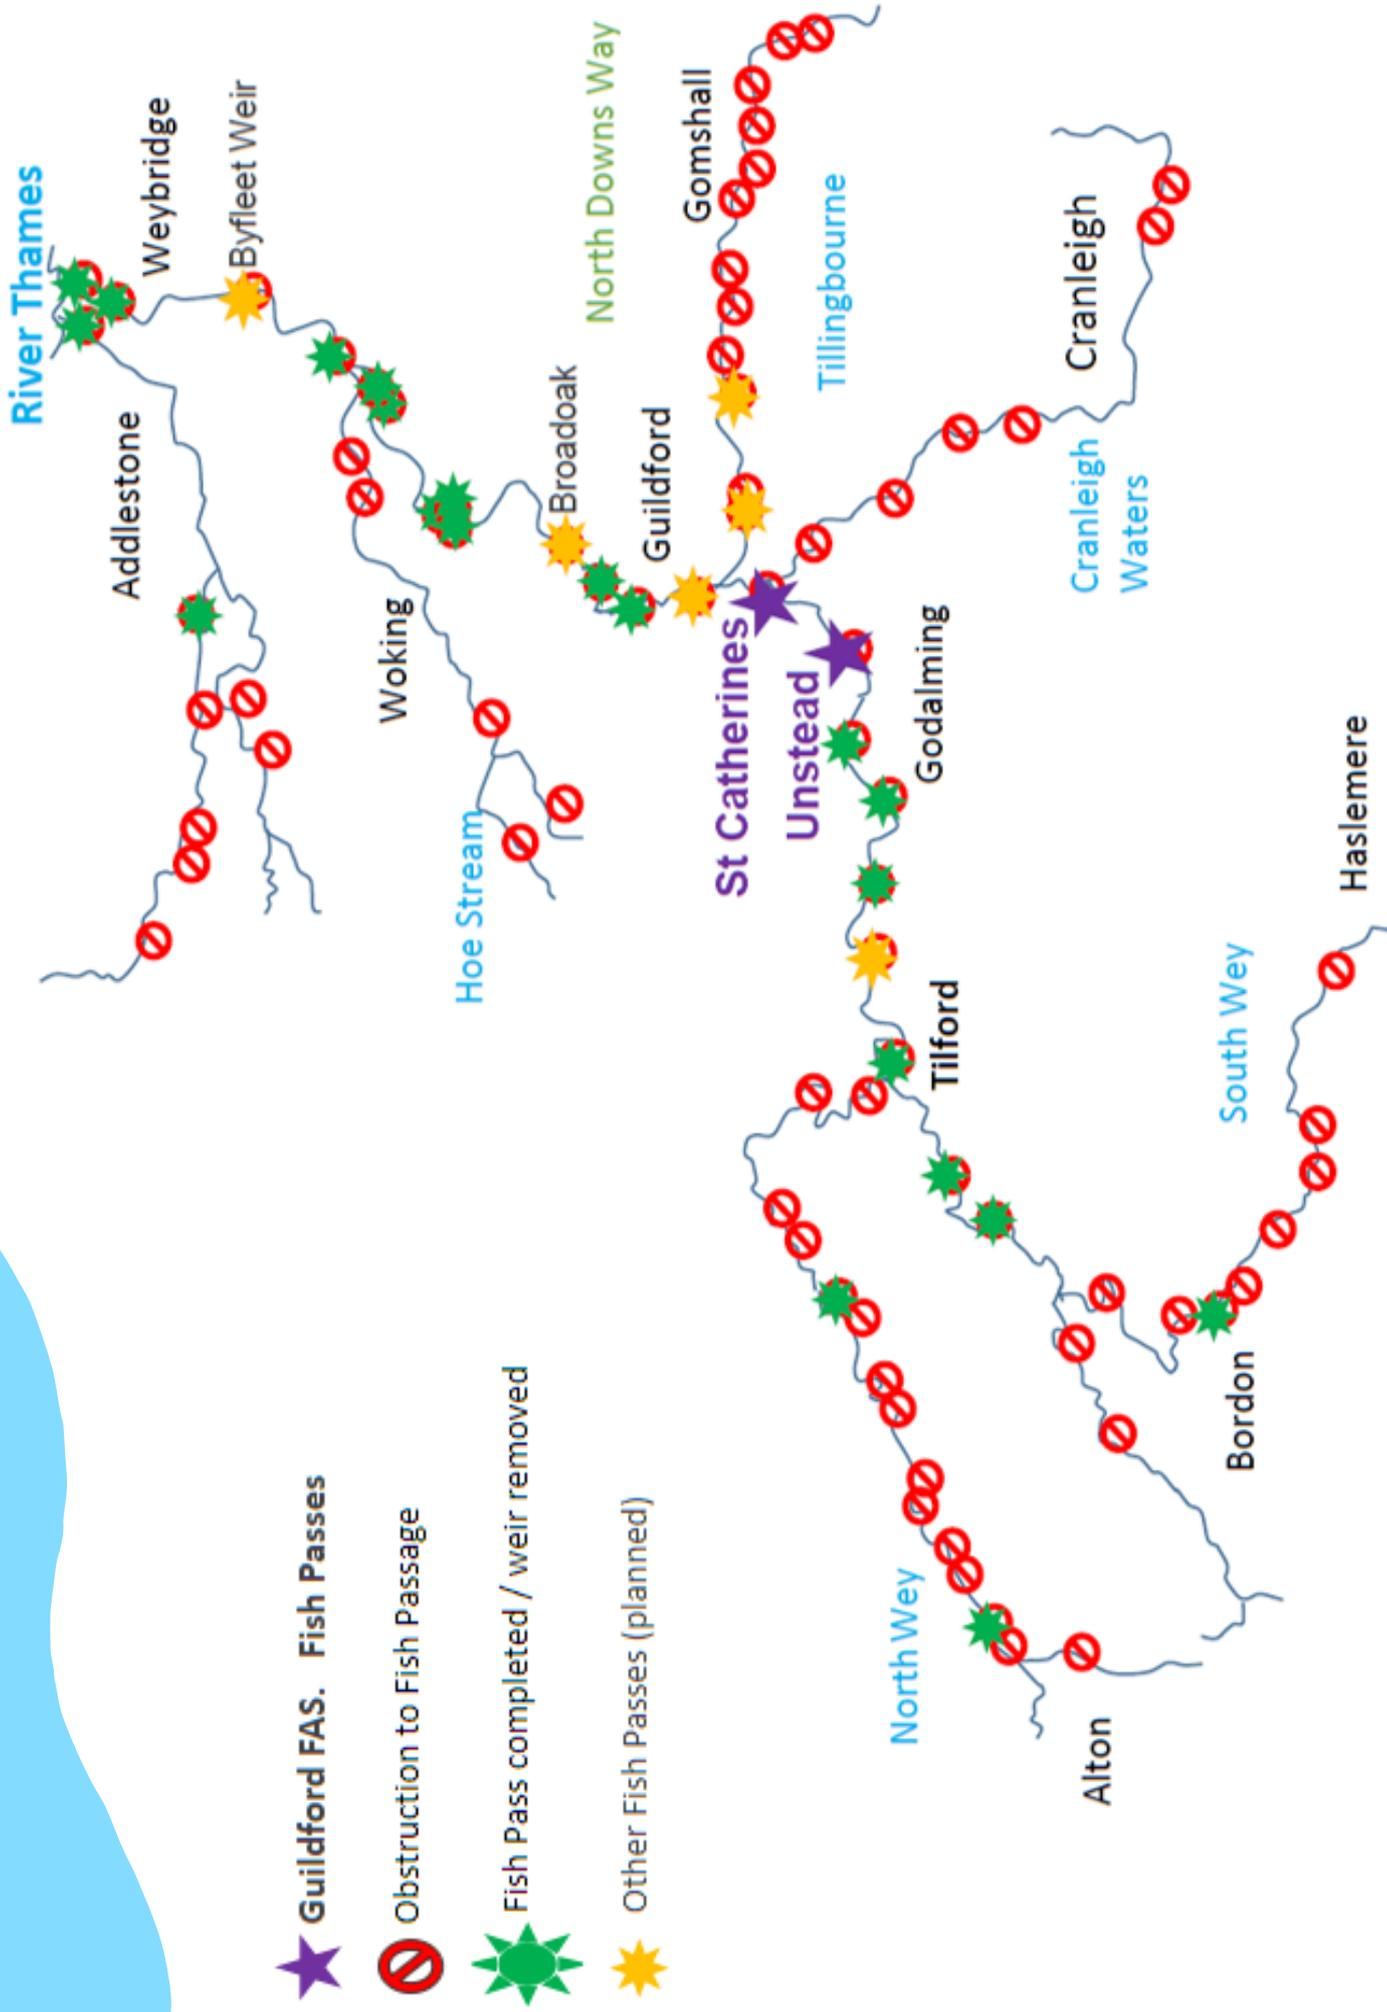 Guildford FAS. Fish Passes
Obstruction to Fish Passage
Fish Pass completed / weir removed
Other Fish Passes (planned)
River Thames
Weybridge
Addlestone
Byfleet Weir
Woking
Hoe Stream
Broadoak
North Downs Way
Guildford
Gomshall
St Catherines
Unstead
Tillingbourne
Godalming
Tilford
North Wey
Cranleigh
Cranleigh
Waters
Alton
South Wey
Bordon
Haslemere